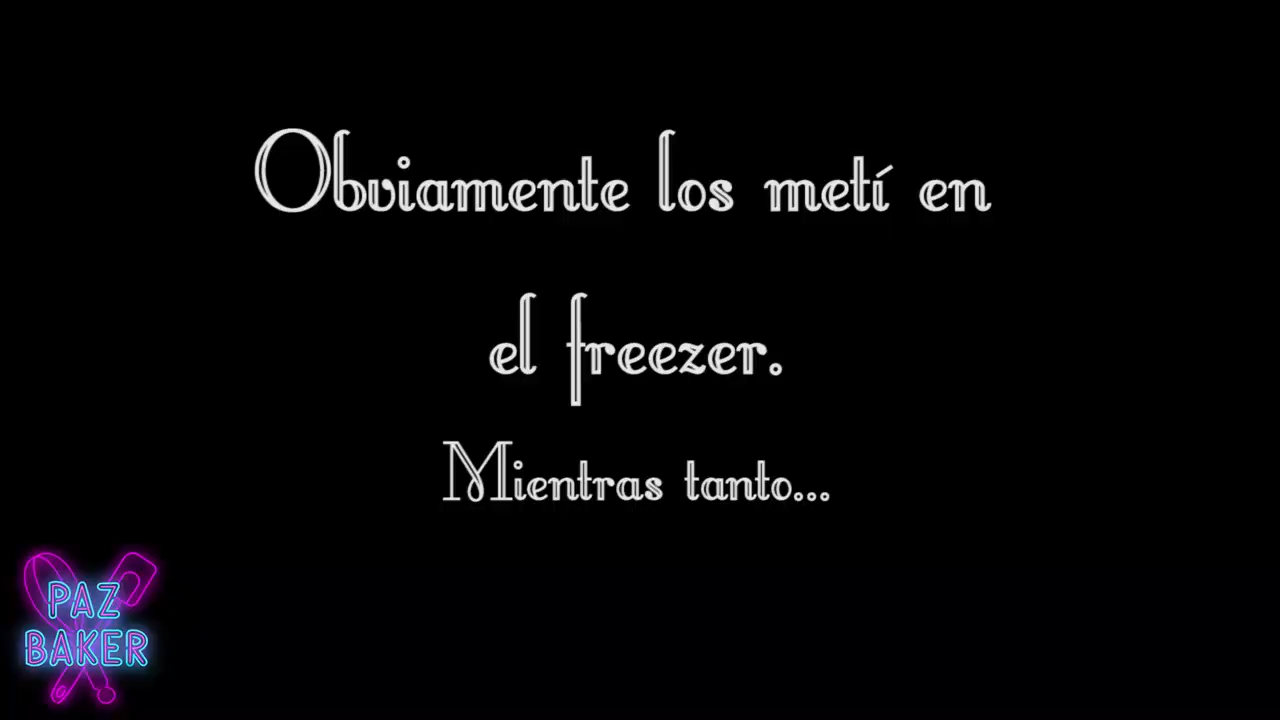 Obviamente los metí en
el freezer.
Mientras tanto...
PAZ
BAKER